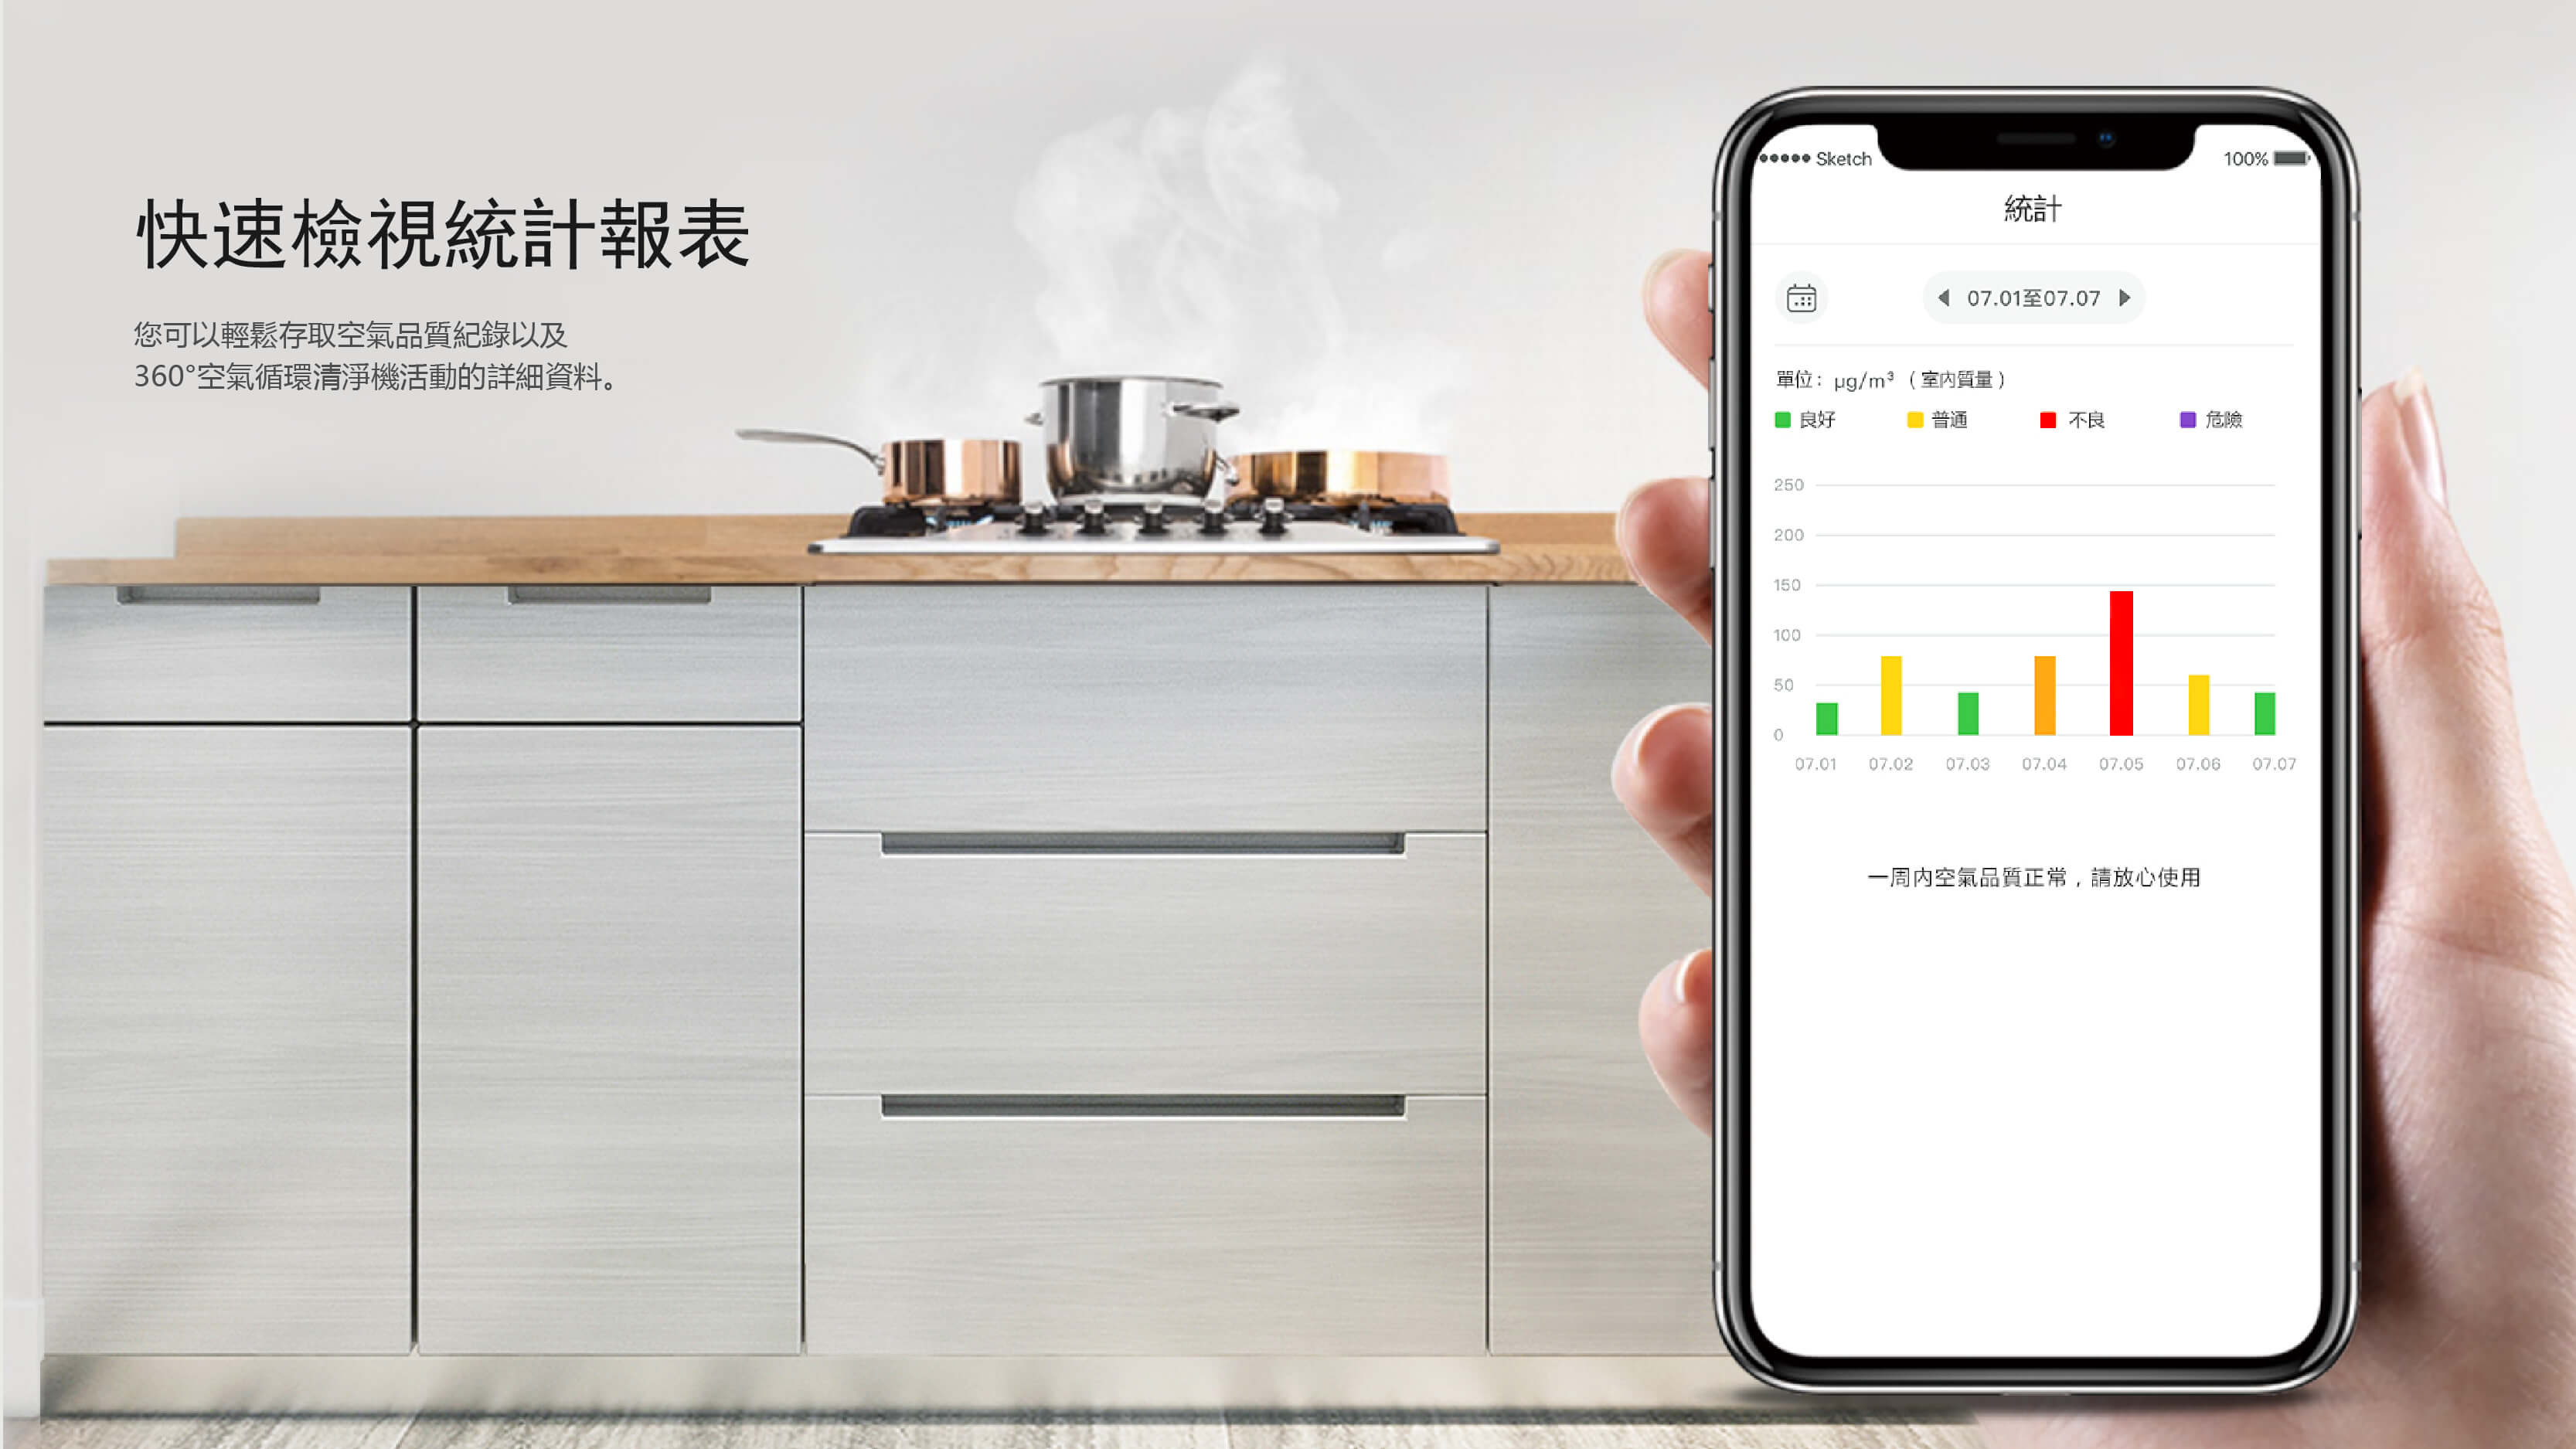 快速檢視統計報表
您可以輕鬆存取空氣品質紀錄以及
360°空氣循環清淨機活動的詳細資料。
Sketch
100%
統計
07.01至07.07
單位：μg/m³（室內質量）
良好 普通 不良 危險
250
200
150
100
50
0
07.01 07.02 07.03 07.04 07.05 07.06 07.07
一周內空氣品質正常，請放心使用